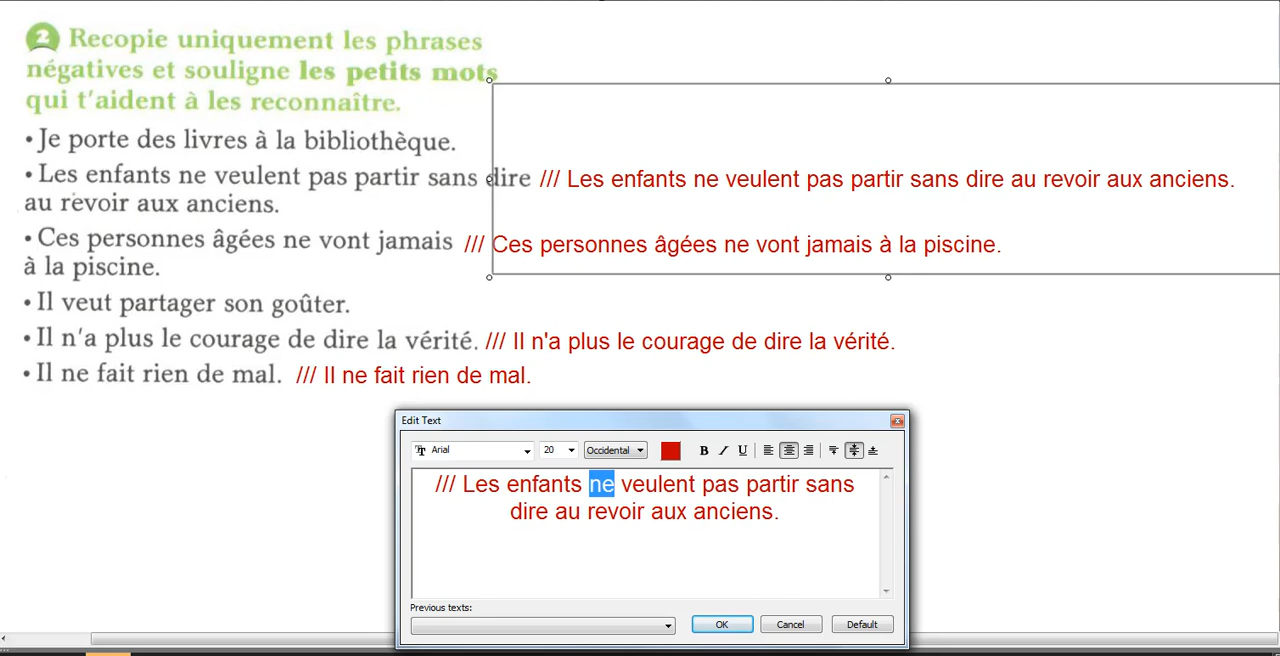 2 Recopie uniquement les phrases
négatives et souligne les petits mots
qui t'aident à les reconnaître.
• Je porte des livres à la bibliothèque.
• Les enfants ne veulent pas partir sans dire /// Les enfants ne veulent pas partir sans dire au revoir aux anciens.
au revoir aux anciens.
• Ces personnes âgées ne vont jamais /// Ces personnes âgées ne vont jamais à la piscine.
à la piscine.
• Il veut partager son goûter.
• Il n'a plus le courage de dire la vérité. /// Il n'a plus le courage de dire la vérité.
• Il ne fait rien de mal. /// Il ne fait rien de mal.
Edit Text
Arial 20 Occidental B I U
/// Les enfants ne veulent pas partir sans
dire au revoir aux anciens.
Previous texts:
OK Cancel Default